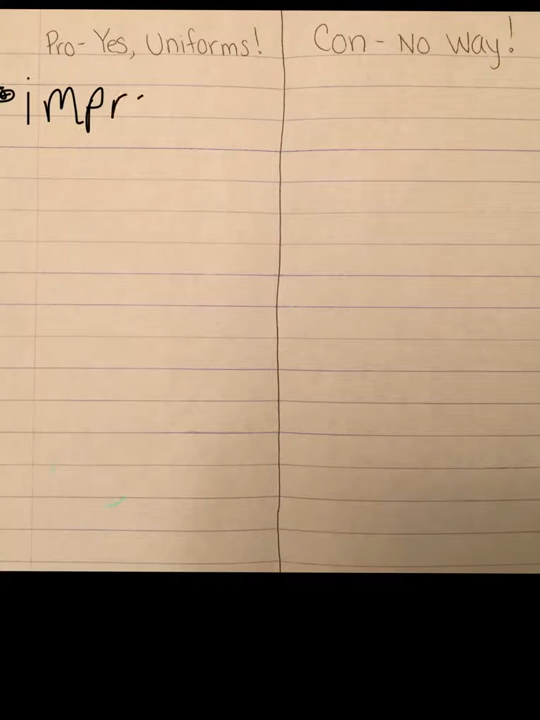 Pro- Yes, Uniforms!
Con - No Way!
impr